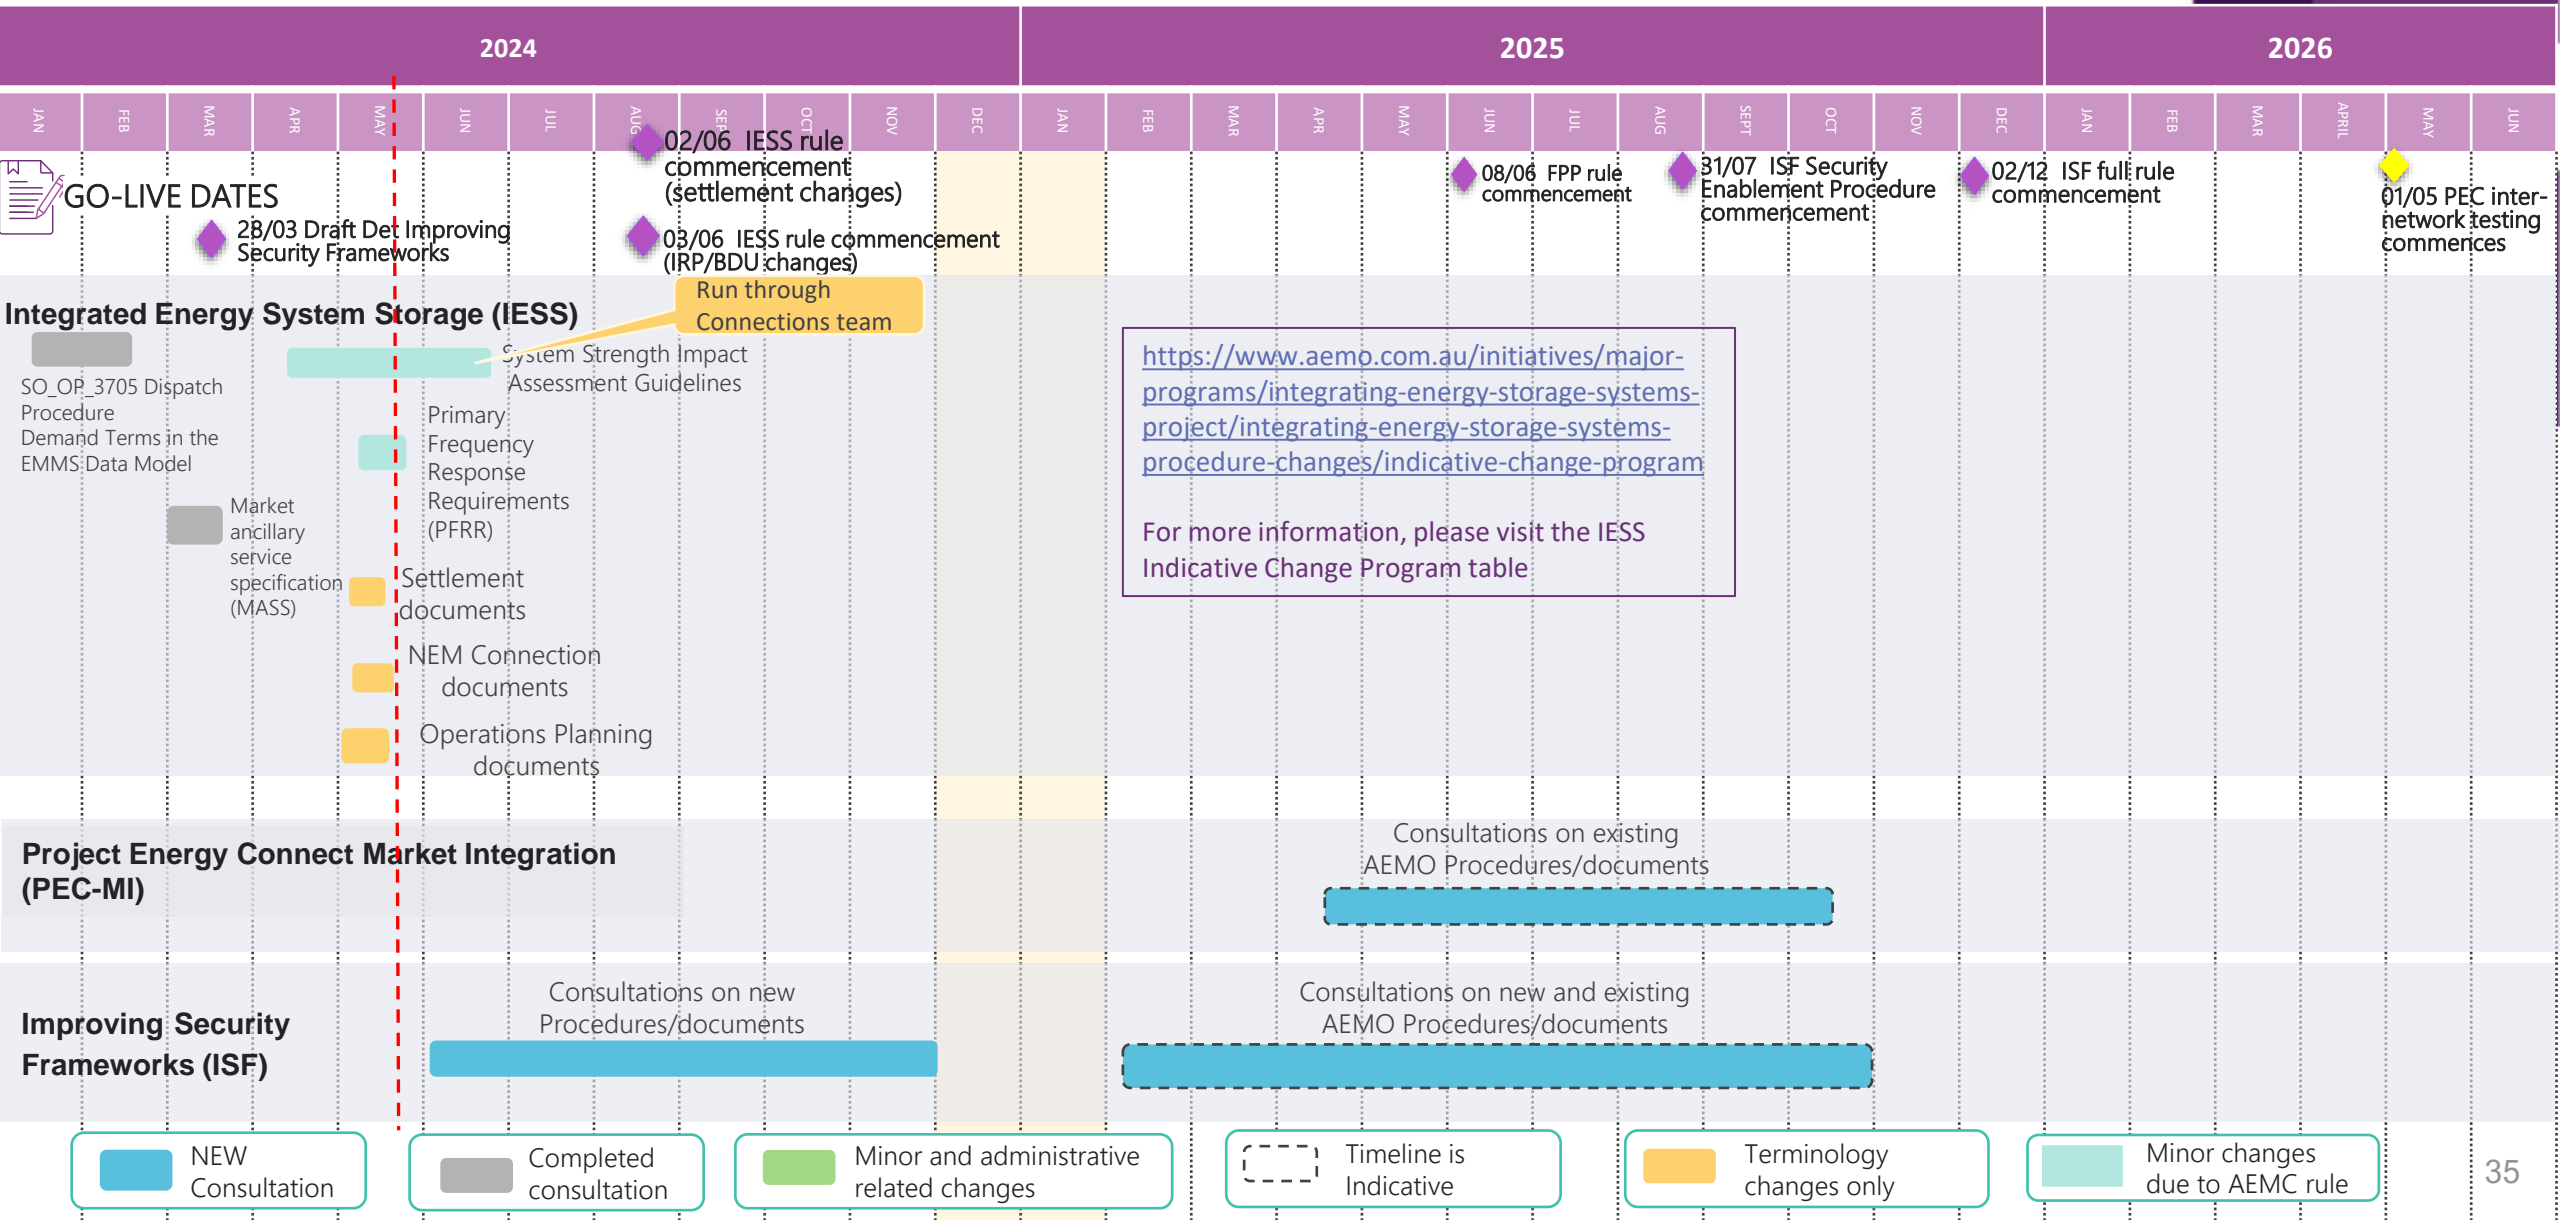 2024
2025
2026
JAN
FEB
MAR
APR
MAY
JUN
JUL
AUG
SEP
OCT
NOV
DEC
JAN
FEB
MAR
APR
MAY
JUN
JUL
AUG
SEPT
OCT
NOV
DEC
JAN
FEB
MAR
APRIL
MAY
JUN
GO-LIVE DATES
28/03 Draft Det Improving
Security Frameworks
02/06 IESS rule
commencement
(settlement changes)
03/06 IESS rule commencement
(IRP/BDU changes)
08/06 FPP rule
commencement
31/07 ISF Security
Enablement Procedure
commencement
02/12 ISF full rule
commencement
01/05 PEC inter-
network testing
commences
Integrated Energy System Storage (IESS)
Run through
Connections team
System Strength Impact
Assessment Guidelines
SO_OP_3705 Dispatch
Procedure
Demand Terms in the
EMMS Data Model
Primary
Frequency
Response
Requirements
(PFRR)
Market
ancillary
service
specification
(MASS)
Settlement
documents
NEM Connection
documents
Operations Planning
documents
https://www.aemo.com.au/initiatives/major-
programs/integrating-energy-storage-systems-
project/integrating-energy-storage-systems-
procedure-changes/indicative-change-program
For more information, please visit the IESS
Indicative Change Program table
Project Energy Connect Market Integration
(PEC-MI)
Consultations on existing
AEMO Procedures/documents
Improving Security
Frameworks (ISF)
Consultations on new
Procedures/documents
Consultations on new and existing
AEMO Procedures/documents
NEW
Consultation
Completed
consultation
Minor and administrative
related changes
Timeline is
Indicative
Terminology
changes only
Minor changes
due to AEMC rule
35